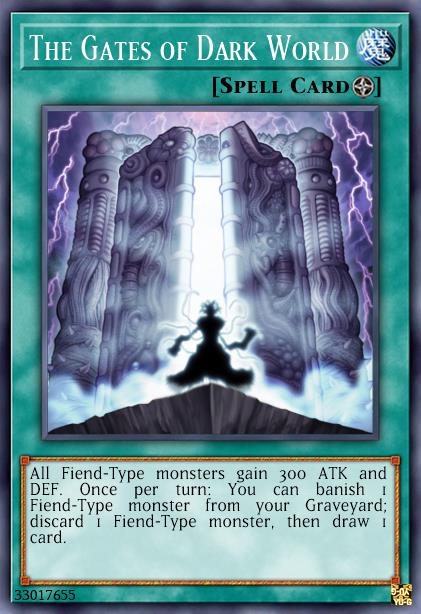 The Gates of Dark World
魔
[Spell Card]
All Fiend-Type monsters gain 300 ATK and
DEF. Once per turn: You can banish 1
Fiend-Type monster from your Graveyard;
discard 1 Fiend-Type monster, then draw 1
card.
33017655